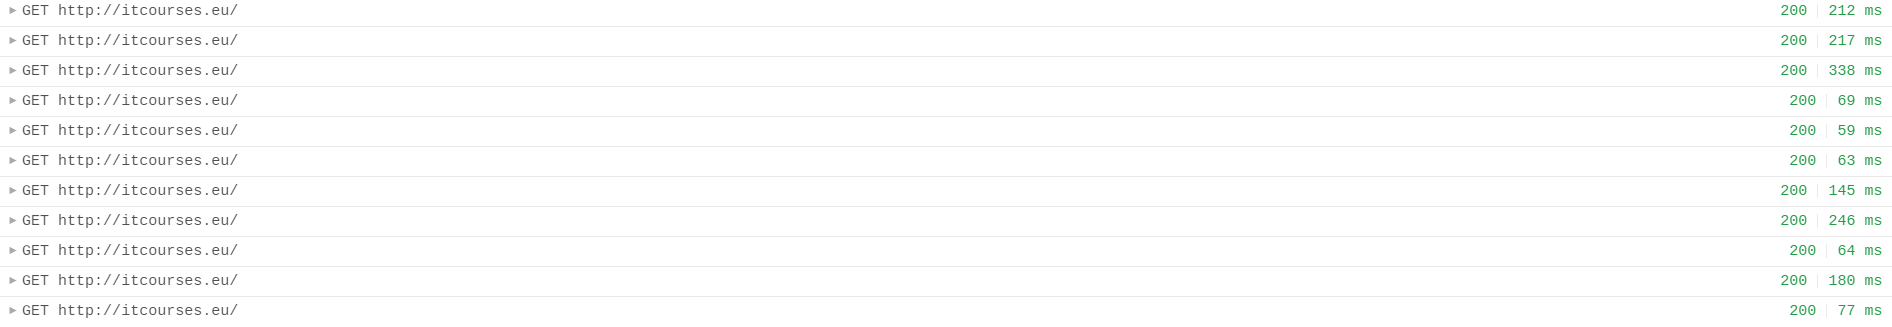 GET http://itcourses.eu/ 200 212 ms
GET http://itcourses.eu/ 200 217 ms
GET http://itcourses.eu/ 200 338 ms
GET http://itcourses.eu/ 200 69 ms
GET http://itcourses.eu/ 200 59 ms
GET http://itcourses.eu/ 200 63 ms
GET http://itcourses.eu/ 200 145 ms
GET http://itcourses.eu/ 200 246 ms
GET http://itcourses.eu/ 200 64 ms
GET http://itcourses.eu/ 200 180 ms
GET http://itcourses.eu/ 200 77 ms